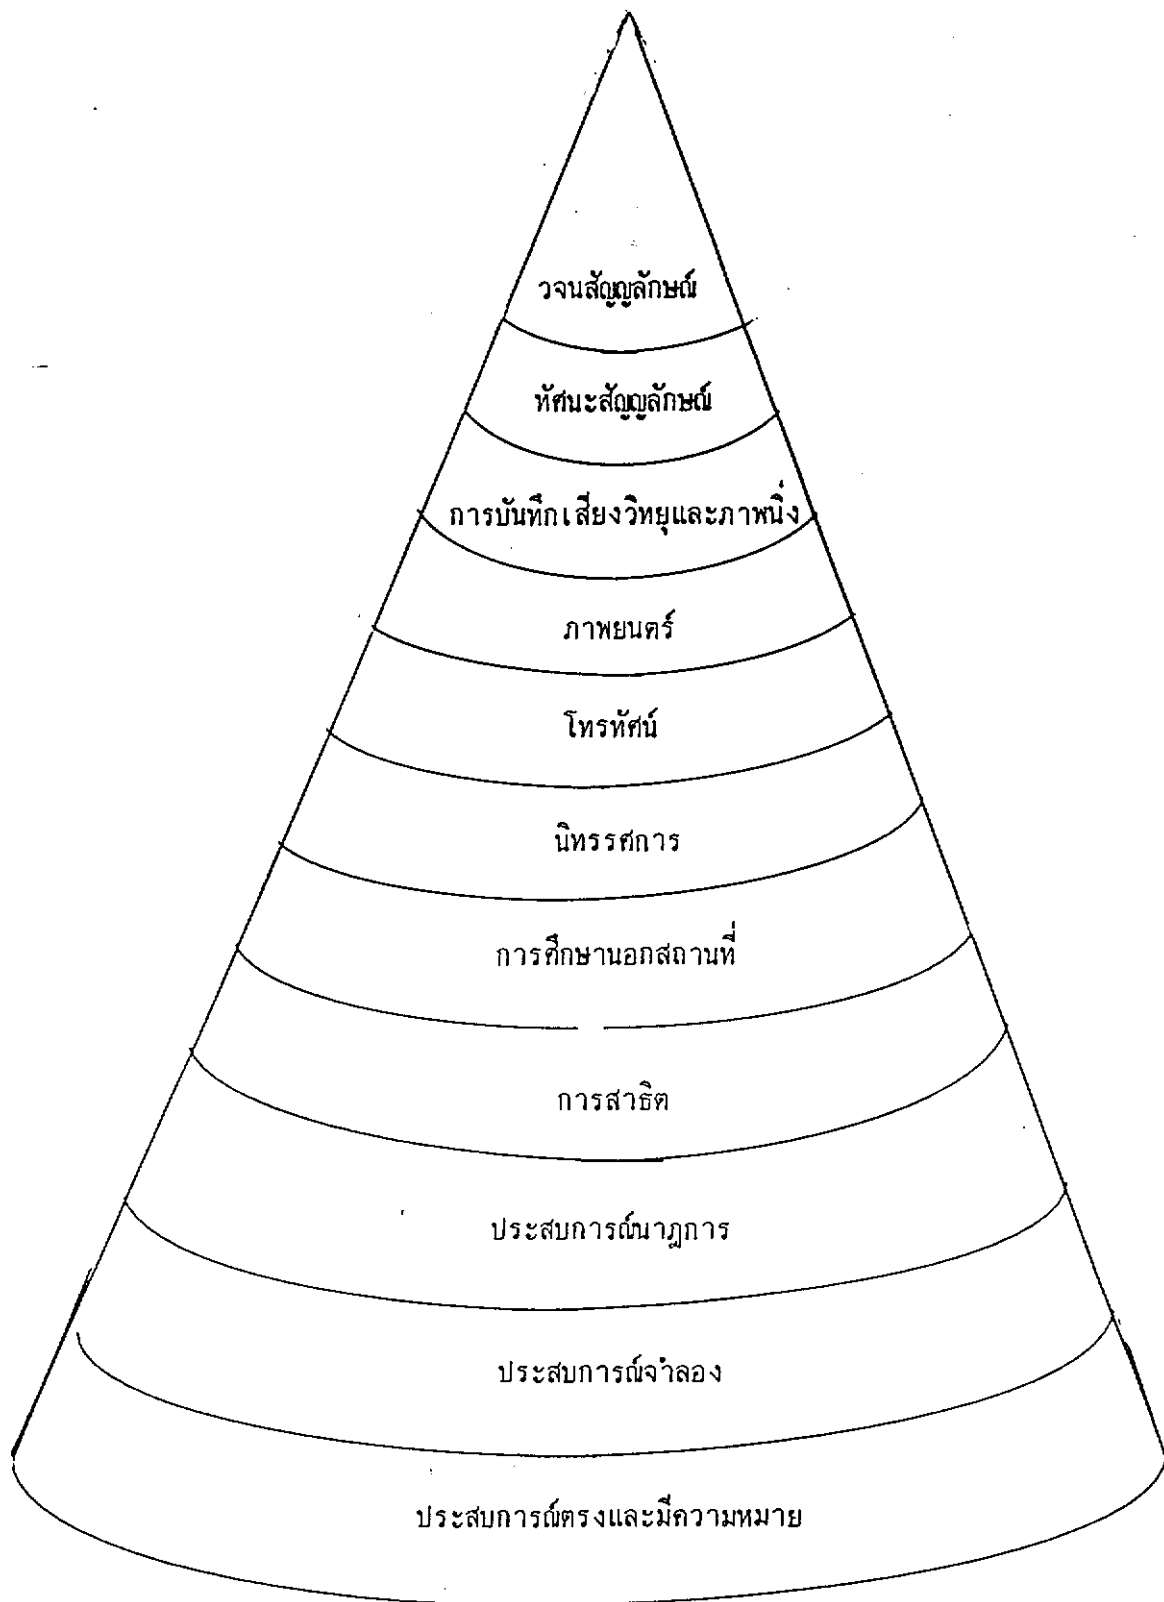 วจนสัญญลักษณ์
ทัศนะสัญญลักษณ์
การบันทึกเสียงวิทยุและภาพนิ่ง
ภาพยนตร์
โทรทัศน์
นิทรรศการ
การศึกษานอกสถานที่
การสาธิต
ประสบการณ์นาฏการ
ประสบการณ์จำลอง
ประสบการณ์ตรงและมีความหมาย